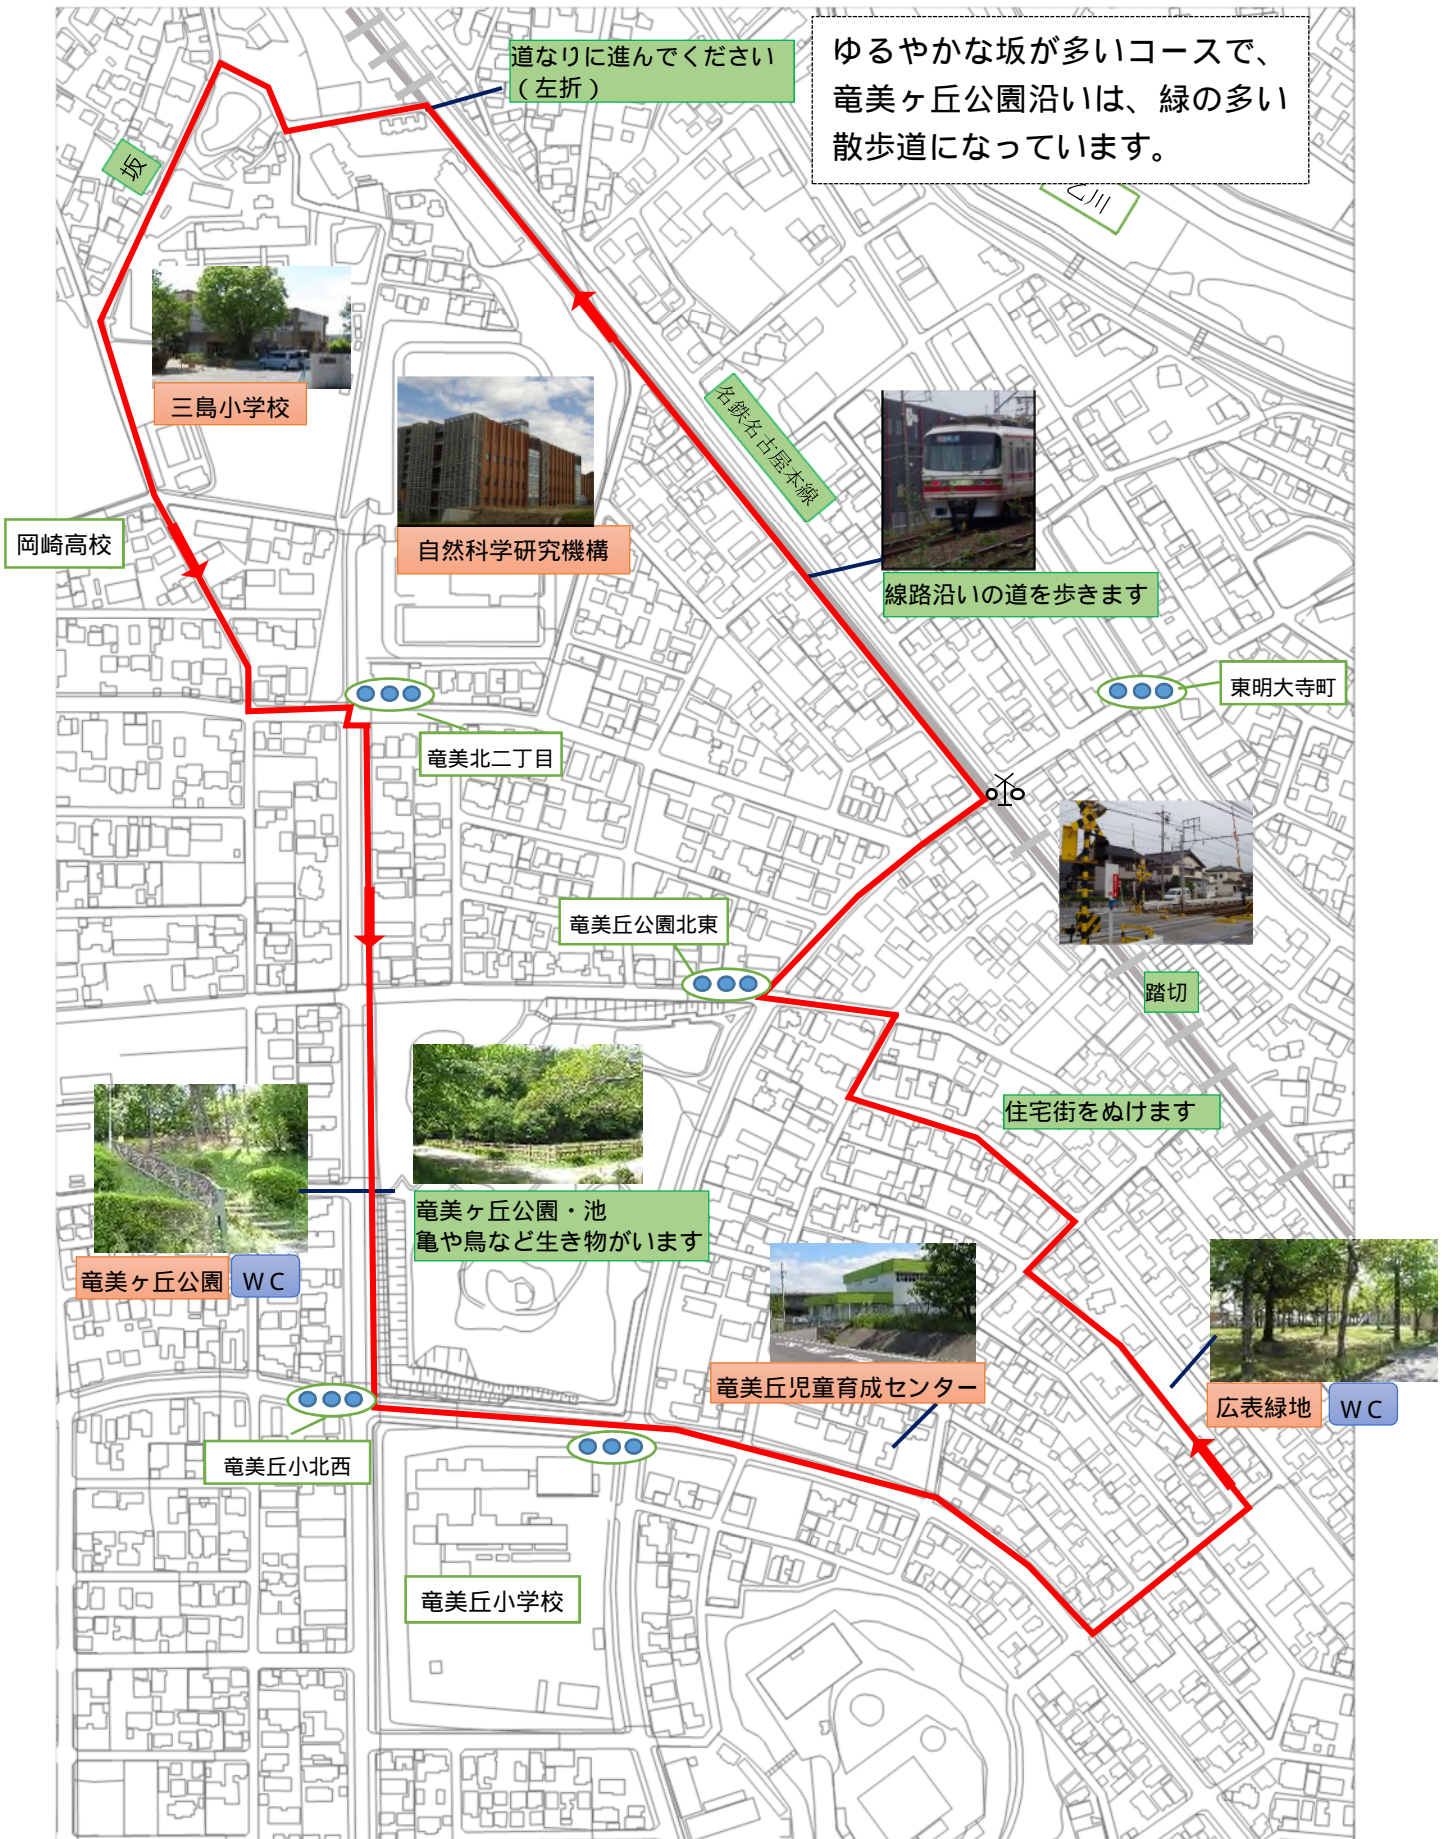 道なりに進んでください
(左折)
ゆるやかな坂が多いコースで、
竜美ヶ丘公園沿いは、緑の多い
散歩道になっています。
坂
乙川
三島小学校
名鉄名古屋本線
岡崎高校
自然科学研究機構
線路沿いの道を歩きます
東明大寺町
竜美北二丁目
竜美丘公園北東
踏切
住宅街をぬけます
竜美ヶ丘公園・池
亀や鳥など生き物がいます
竜美ヶ丘公園
WC
竜美丘児童育成センター
広表緑地
WC
竜美丘小北西
竜美丘小学校